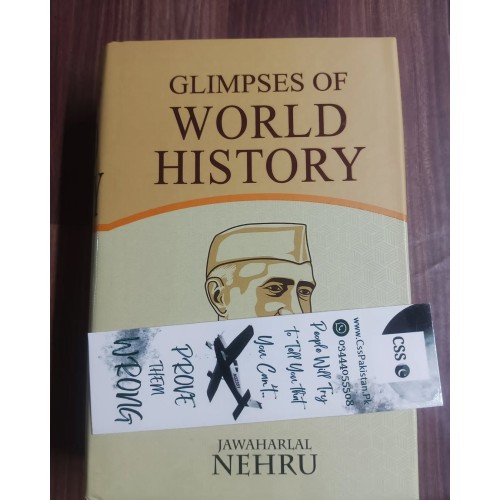 GLIMPSES OF
WORLD
HISTORY
CSS
www.CssPakistan.Pk
03444955508
People Will Try
to Tell You that
You Can't..
PROVE
THEM
WRONG
JAWAHARLAL
NEHRU